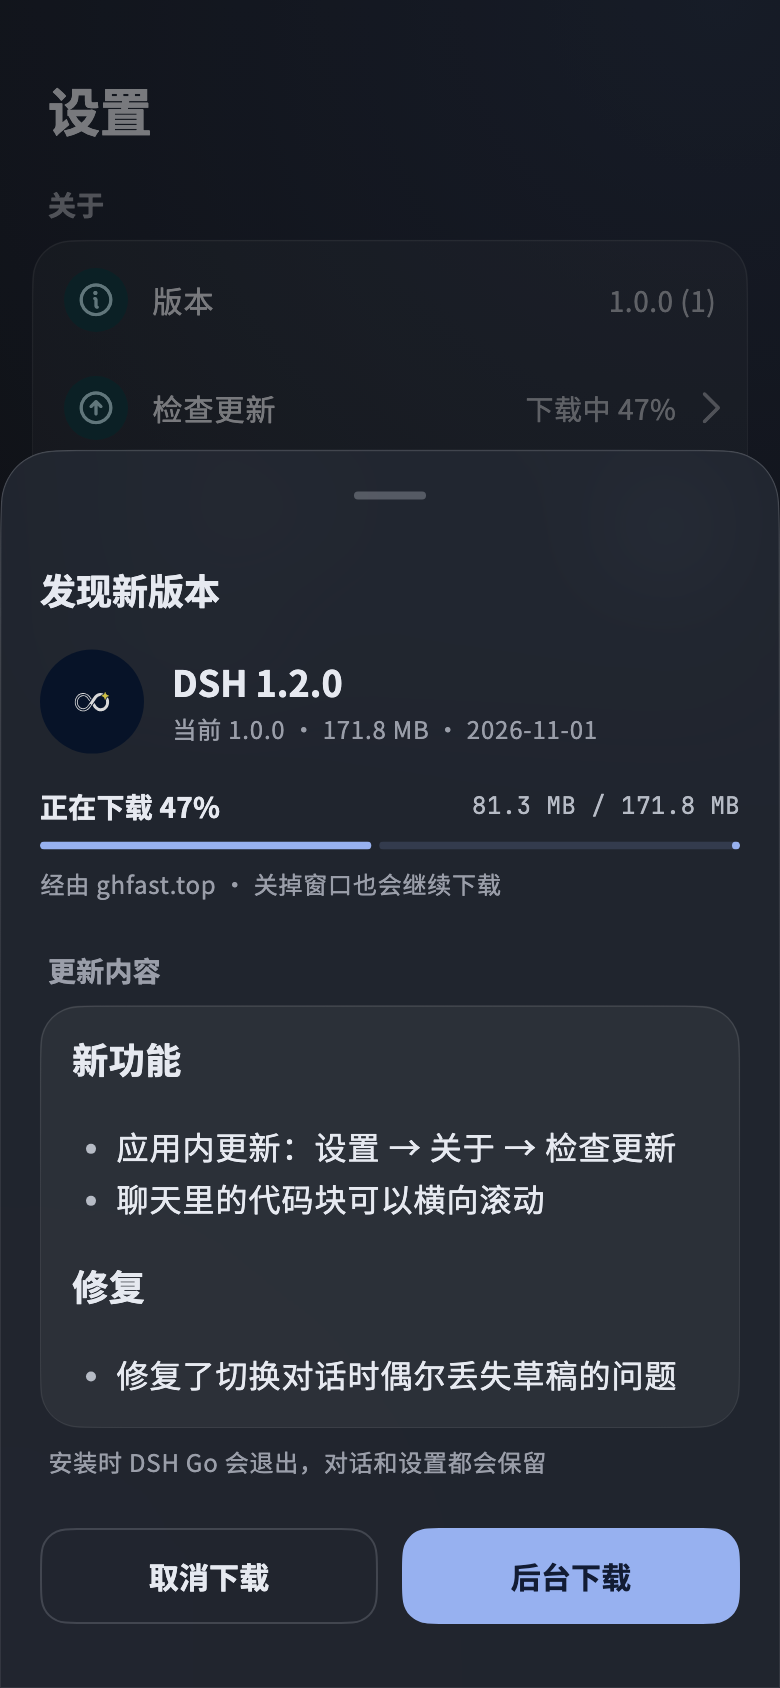 设置
关于
版本 1.0.0 (1)
检查更新 下载中 47%
发现新版本
DSH 1.2.0
当前 1.0.0 • 171.8 MB • 2026-11-01
正在下载 47% 81.3 MB / 171.8 MB
经由 ghfast.top • 关掉窗口也会继续下载
更新内容
新功能
• 应用内更新：设置 → 关于 → 检查更新
• 聊天里的代码块可以横向滚动
修复
• 修复了切换对话时偶尔丢失草稿的问题
安装时 DSH Go 会退出，对话和设置都会保留
取消下载 后台下载